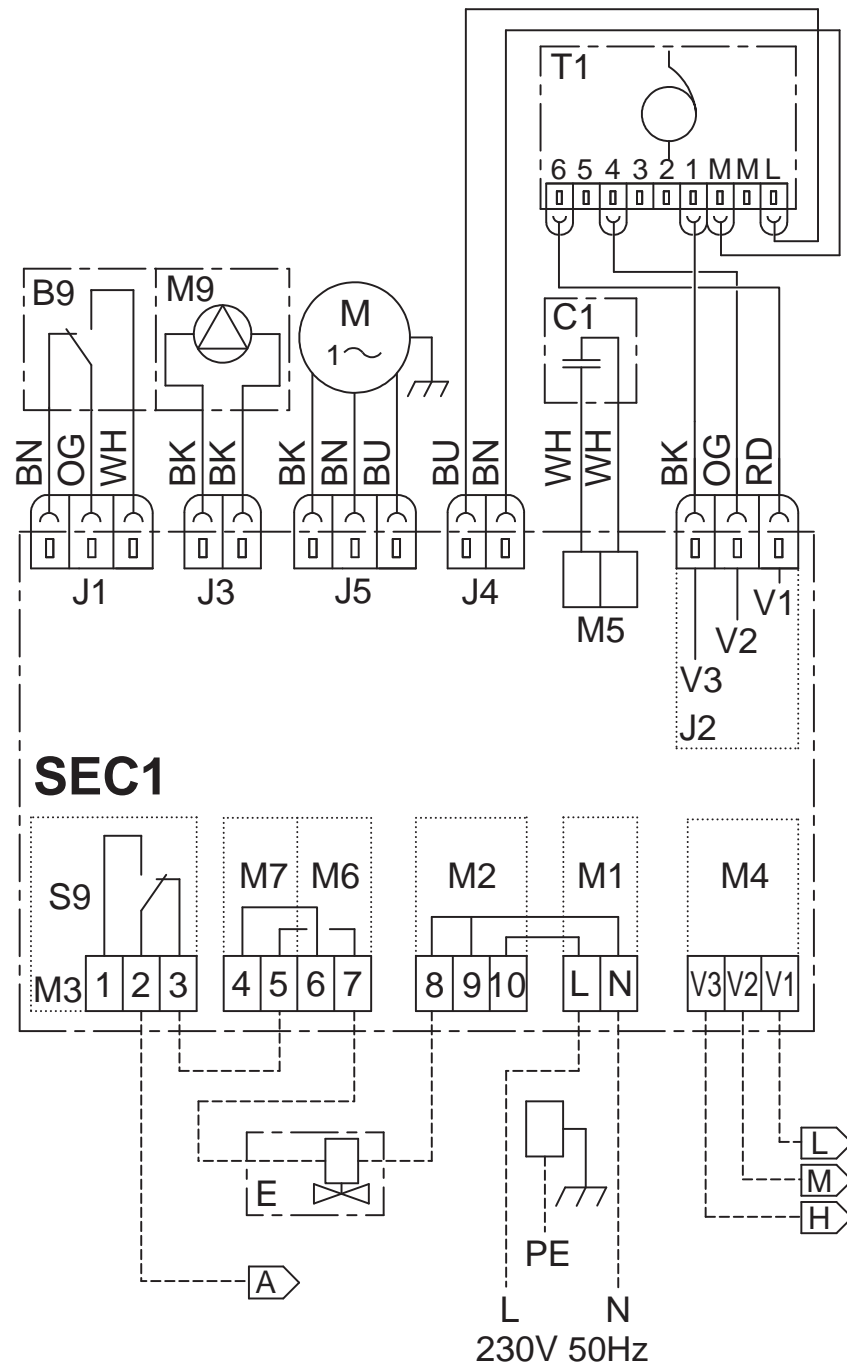 T1
6 5 4 3 2 1 M M L
B9
M9
M
1~
C1
BN
OG
WH
BK
BK
BK
BN
BU
BU
BN
WH
WH
BK
OG
RD
J1
J3
J5
J4
M5
V1
V2
V3
J2
SEC1
S9
M7
M6
M2
M1
M4
M3
1 2 3
4 5 6 7
8 9 10
L N
V3 V2 V1
E
PE
A
L
M
H
L N
230V 50Hz